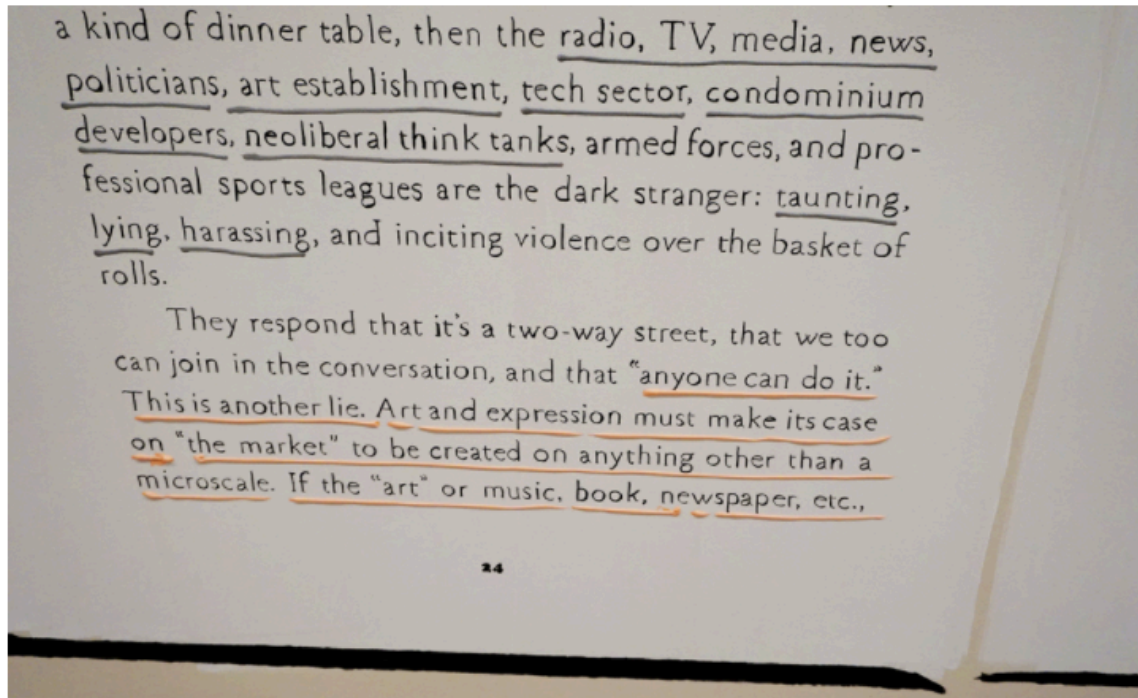 a kind of dinner table, then the radio, TV, media, news,
politicians, art establishment, tech sector, condominium
developers, neoliberal think tanks, armed forces, and pro-
fessional sports leagues are the dark stranger: taunting,
lying, harassing, and inciting violence over the basket of
rolls.
They respond that it's a two-way street, that we too
can join in the conversation, and that "anyone can do it."
This is another lie. Art and expression must make its case
on "the market" to be created on anything other than a
microscale. If the "art" or music, book, newspaper, etc.,
24